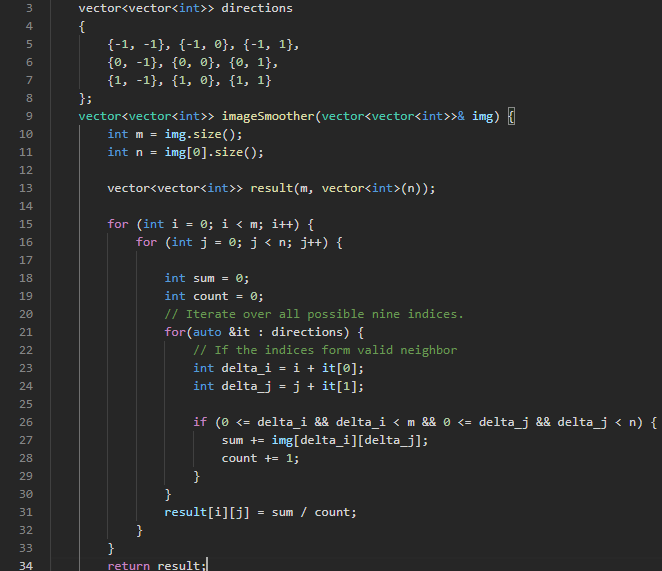 3 vector<vector<int>> directions
4 {
5 {-1, -1}, {-1, 0}, {-1, 1},
6 {0, -1}, {0, 0}, {0, 1},
7 {1, -1}, {1, 0}, {1, 1}
8 };
9 vector<vector<int>> imageSmoother(vector<vector<int>>& img) {
10 int m = img.size();
11 int n = img[0].size();
12
13 vector<vector<int>> result(m, vector<int>(n));
14
15 for (int i = 0; i < m; i++) {
16 for (int j = 0; j < n; j++) {
17
18 int sum = 0;
19 int count = 0;
20 // Iterate over all possible nine indices.
21 for(auto &it : directions) {
22 // If the indices form valid neighbor
23 int delta_i = i + it[0];
24 int delta_j = j + it[1];
25
26 if (0 <= delta_i && delta_i < m && 0 <= delta_j && delta_j < n) {
27 sum += img[delta_i][delta_j];
28 count += 1;
29 }
30 }
31 result[i][j] = sum / count;
32 }
33 }
34 return result;